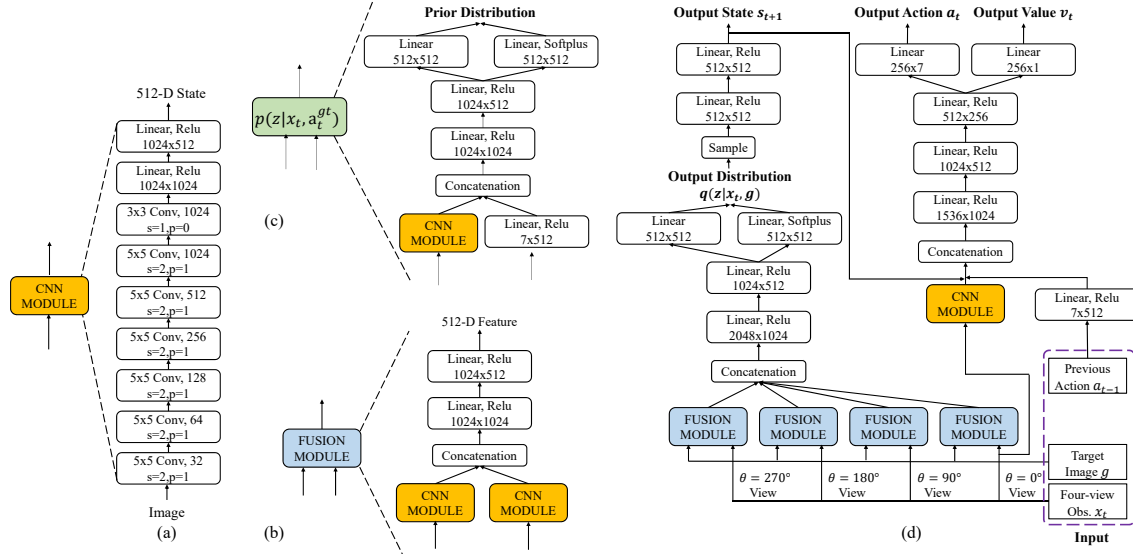 512-D State
Linear, Relu
1024x512
Linear, Relu
1024x1024
3x3 Conv, 1024
s=1,p=0
5x5 Conv, 1024
s=2,p=1
5x5 Conv, 512
s=2,p=1
5x5 Conv, 256
s=2,p=1
5x5 Conv, 128
s=2,p=1
5x5 Conv, 64
s=2,p=1
5x5 Conv, 32
s=2,p=1
Image
(a)
CNN
MODULE
512-D Feature
Linear, Relu
1024x512
Linear, Relu
1024x1024
Concatenation
CNN
MODULE
CNN
MODULE
FUSION
MODULE
(b)
Prior Distribution
Linear
512x512
Linear, Softplus
512x512
Linear, Relu
1024x512
Linear, Relu
1024x1024
Concatenation
CNN
MODULE
Linear, Relu
7x512
p(z|x_t, a_t^{gt})
(c)
Output State s_{t+1}
Linear, Relu
512x512
Linear, Relu
512x512
Sample
Output Distribution
q(z|x_t, g)
Linear
512x512
Linear, Softplus
512x512
Linear, Relu
1024x512
Linear, Relu
2048x1024
Concatenation
FUSION
MODULE
FUSION
MODULE
FUSION
MODULE
FUSION
MODULE
θ = 270°
View
θ = 180°
View
θ = 90°
View
θ = 0°
View
Output Action a_t
Output Value v_t
Linear
256x7
Linear
256x1
Linear, Relu
512x256
Linear, Relu
1024x512
Linear, Relu
1536x1024
Concatenation
CNN
MODULE
Linear, Relu
7x512
Previous
Action a_{t−1}
Target
Image g
Four-view
Obs. x_t
Input
(d)